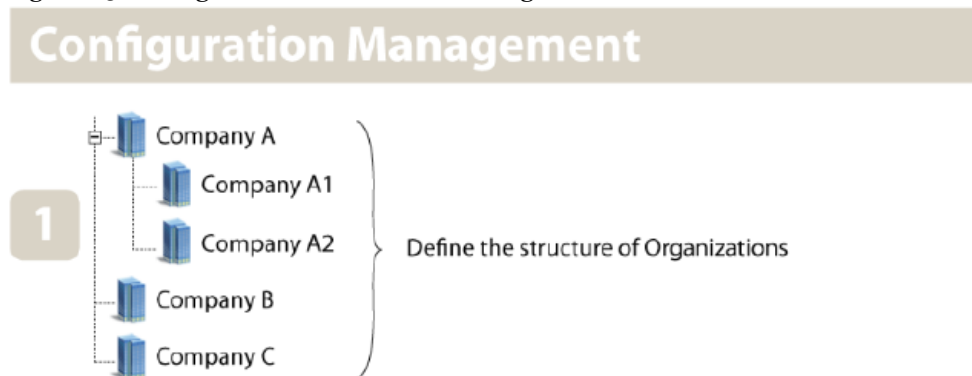 Configuration Management
Company A
Company A1
1
Company A2
Define the structure of Organizations
Company B
Company C